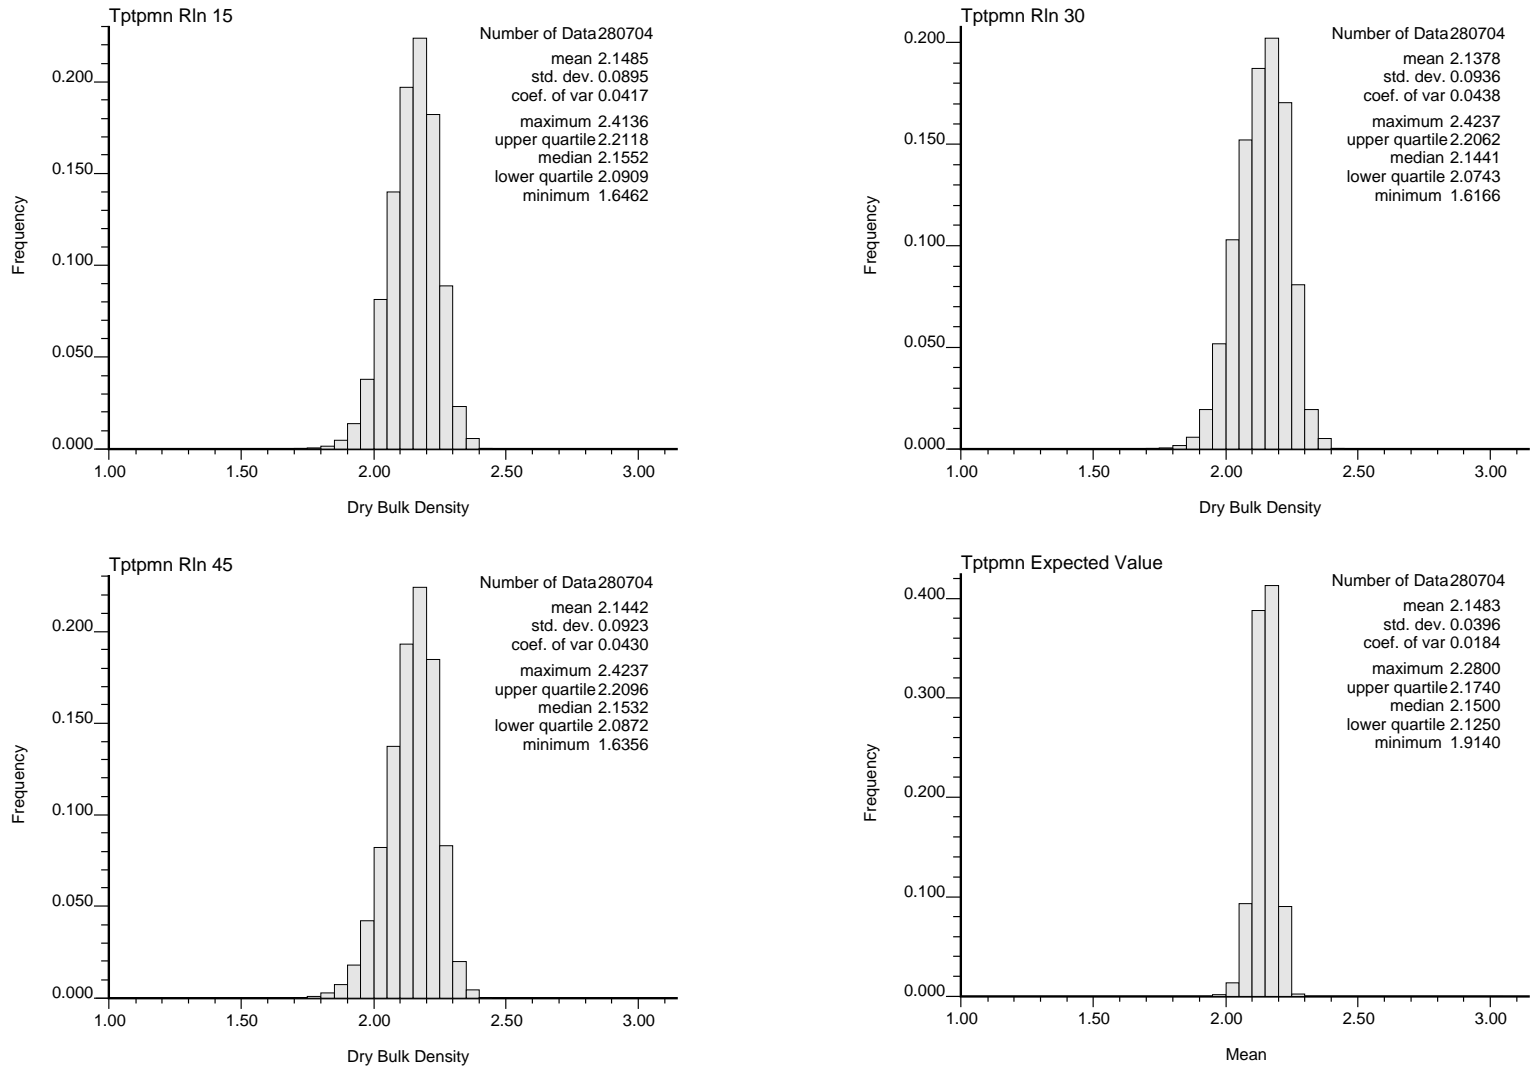 Tptpmn Rln 15
Number of Data 280704
mean 2.1485
std. dev. 0.0895
coef. of var 0.0417
maximum 2.4136
upper quartile 2.2118
median 2.1552
lower quartile 2.0909
minimum 1.6462
Frequency
0.200
0.150
0.100
0.050
0.000
1.00 1.50 2.00 2.50 3.00
Dry Bulk Density
Tptpmn Rln 30
Number of Data 280704
mean 2.1378
std. dev. 0.0936
coef. of var 0.0438
maximum 2.4237
upper quartile 2.2062
median 2.1441
lower quartile 2.0743
minimum 1.6166
Frequency
0.200
0.150
0.100
0.050
0.000
1.00 1.50 2.00 2.50 3.00
Dry Bulk Density
Tptpmn Rln 45
Number of Data 280704
mean 2.1442
std. dev. 0.0923
coef. of var 0.0430
maximum 2.4237
upper quartile 2.2096
median 2.1532
lower quartile 2.0872
minimum 1.6356
Frequency
0.200
0.150
0.100
0.050
0.000
1.00 1.50 2.00 2.50 3.00
Dry Bulk Density
Tptpmn Expected Value
Number of Data 280704
mean 2.1483
std. dev. 0.0396
coef. of var 0.0184
maximum 2.2800
upper quartile 2.1740
median 2.1500
lower quartile 2.1250
minimum 1.9140
Frequency
0.400
0.300
0.200
0.100
0.000
1.00 1.50 2.00 2.50 3.00
Mean